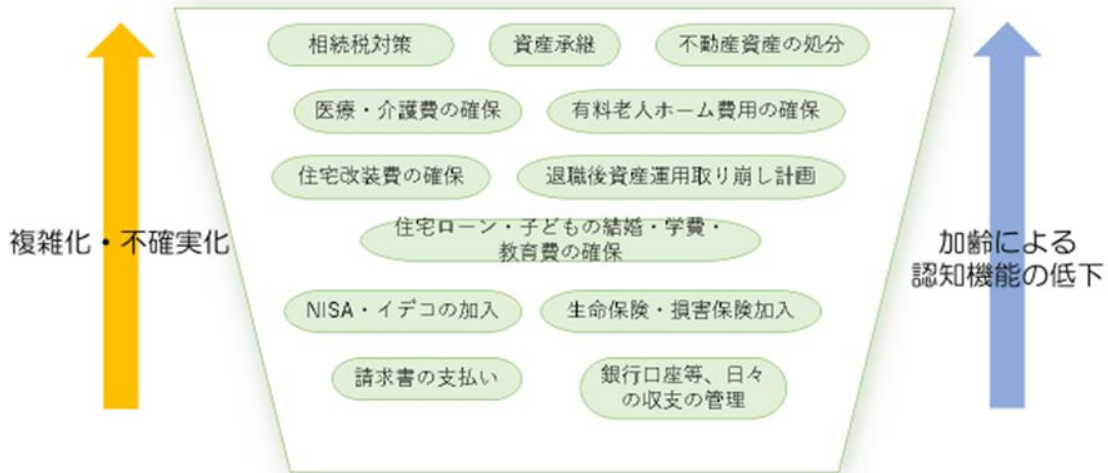 相続税対策
資産承継
不動産資産の処分
医療・介護費の確保
有料老人ホーム費用の確保
住宅改装費の確保
退職後資産運用取り崩し計画
住宅ローン・子どもの結婚・学費・
教育費の確保
複雑化・不確実化
加齢による
認知機能の低下
NISA・イデコの加入
生命保険・損害保険加入
請求書の支払い
銀行口座等、日々
の収支の管理